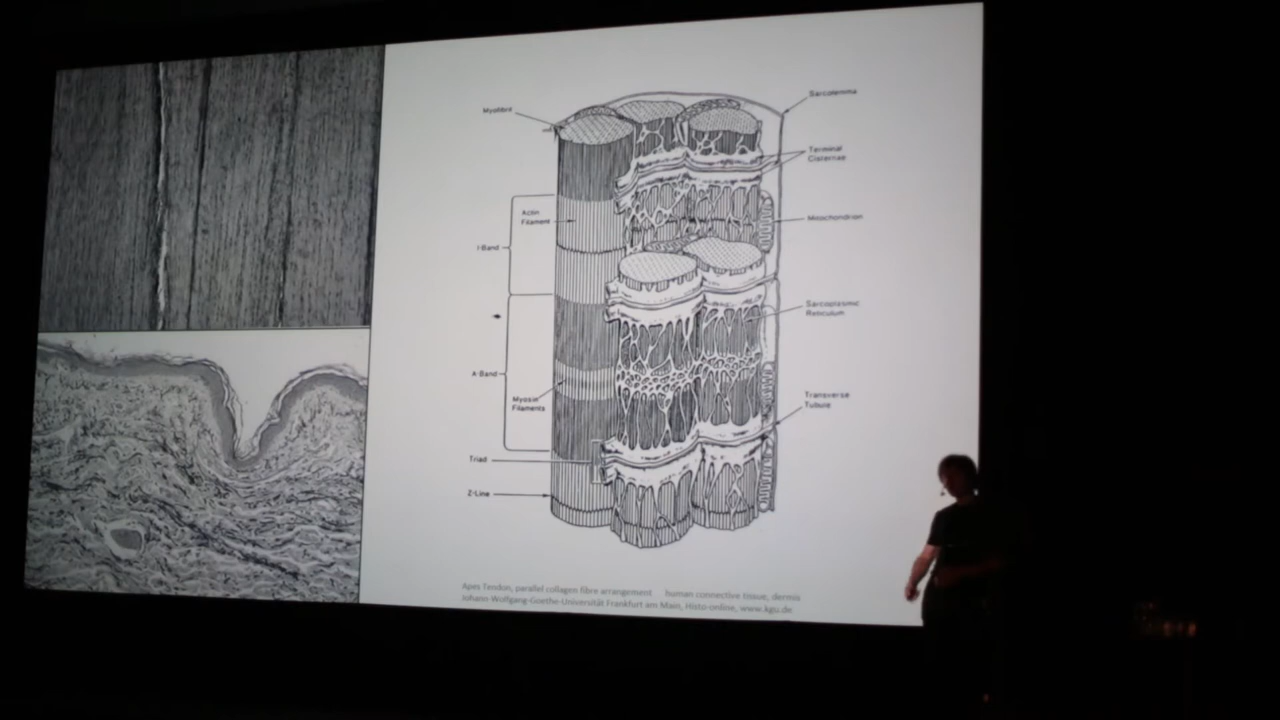 Myofibril
Sarcolemma
Terminal
Cisternae
Actin
Filament
Mitochondrion
I-Band
Sarcoplasmic
Reticulum
A-Band
Myosin
Filaments
Transverse
Tubule
Triad
Z-Line
Apes Tendon, parallel collagen fibre arrangement human connective tissue, dermis
Johann-Wolfgang-Goethe-Universität Frankfurt am Main, Histo-online, www.kgu.de